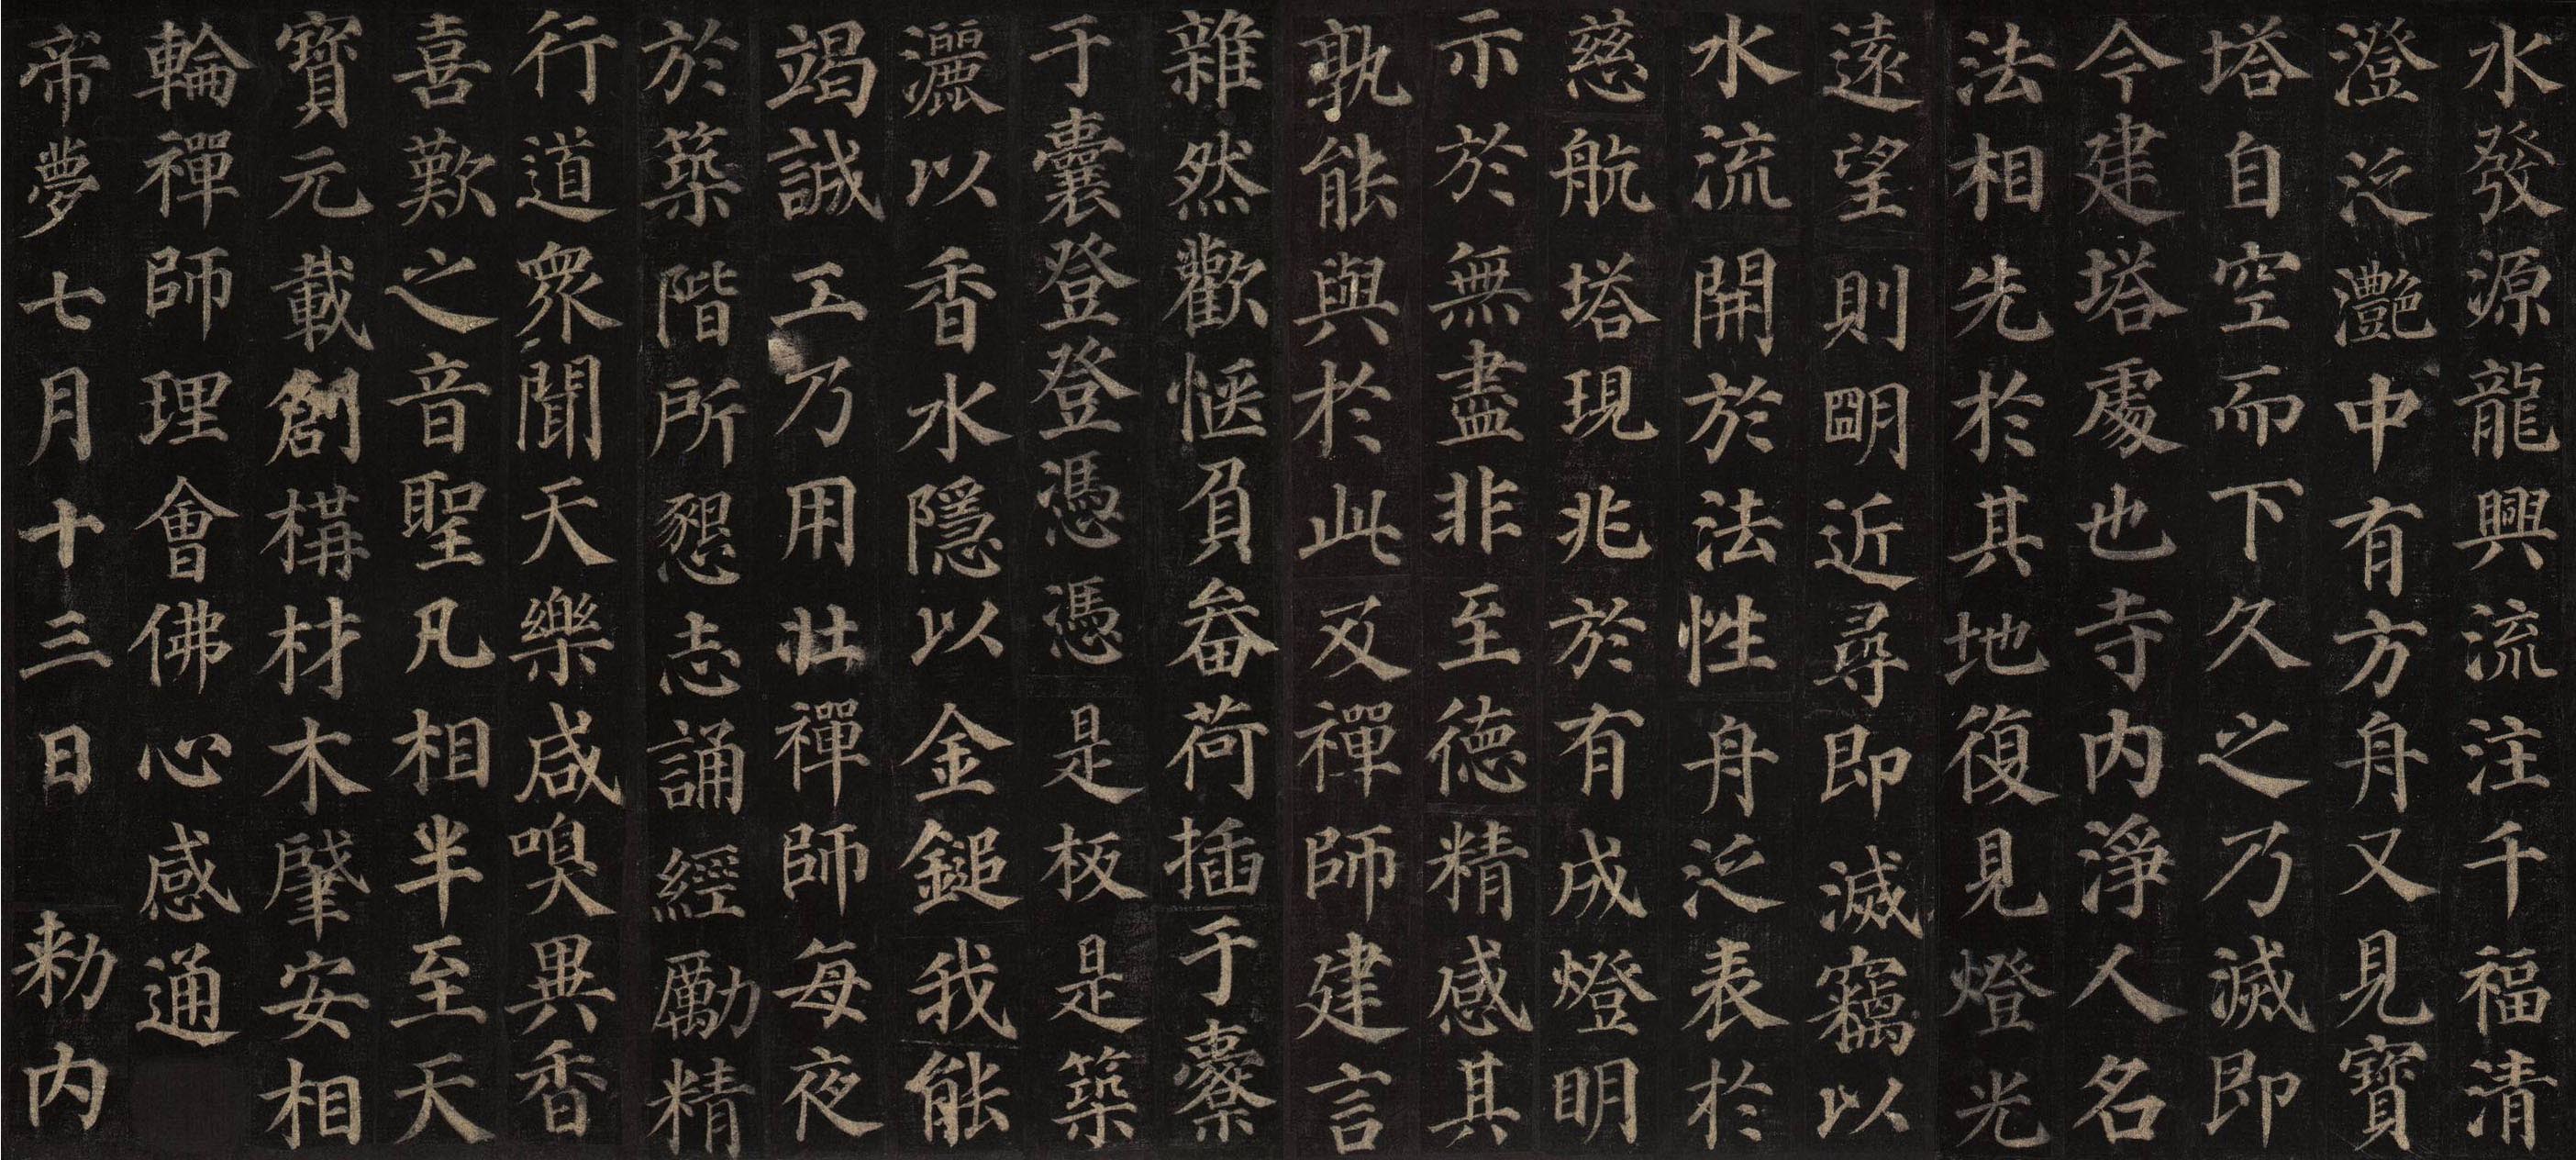 水發源龍興流注千福清
澄泛灩中有方舟又見寶
塔自空而下久之乃滅即
今建塔處也寺内淨人名
法相先於其地復見燈光
遠望則明近尋即滅竊以
水流開於法性舟泛表於
慈航塔現兆於有成燈明
示於無盡非至德精感其
孰能與於此及禪師建言
雜然歡愜負畚荷插于橐
于囊登登憑憑是板是築
灑以香水隱以金鎚我能
竭誠工乃用壯禪師每夜
於築階所懇志誦經勵精
行道衆聞天樂咸嗅異香
喜歎之音聖凡相半至天
寶元載創構材木肇安相
輪禪師理會佛心感通
帝夢七月十三日 勅内